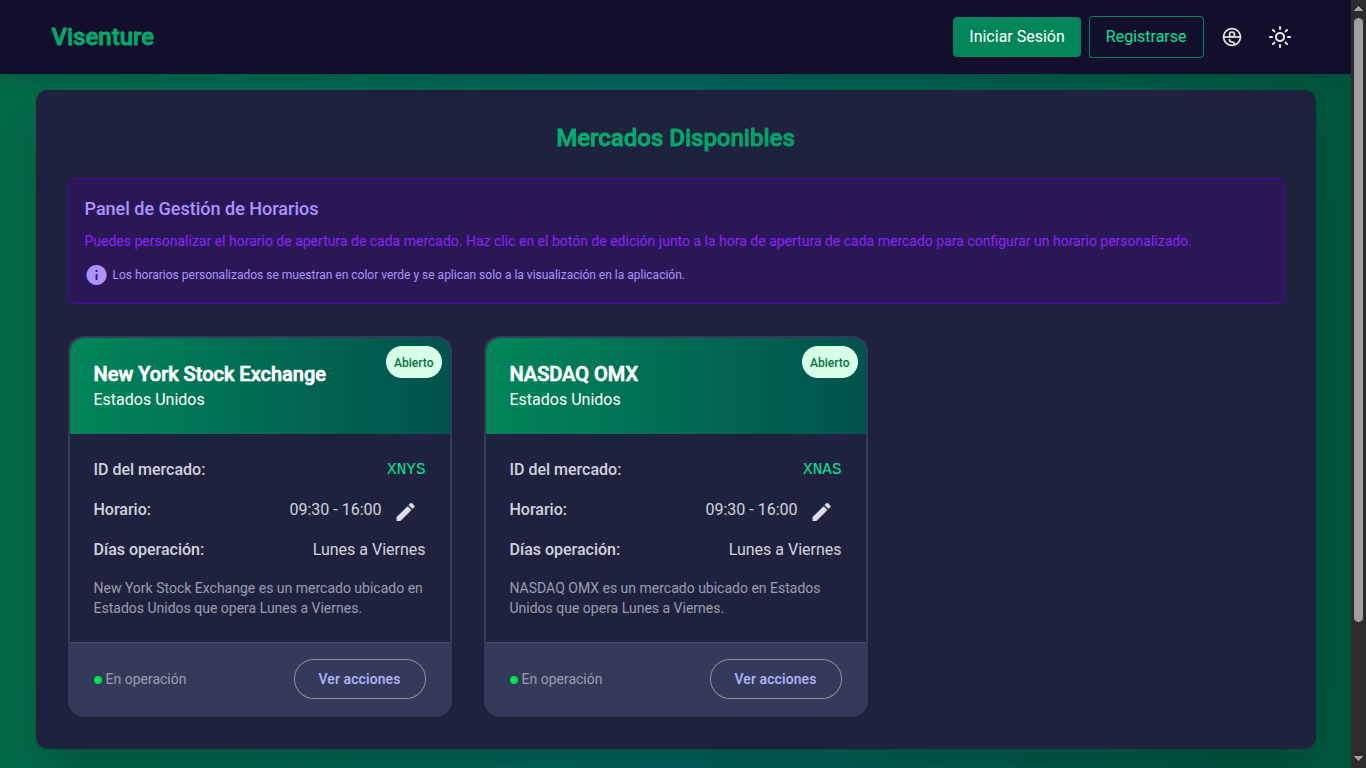 Visenture
Iniciar Sesión
Registrarse
Mercados Disponibles
Panel de Gestión de Horarios
Puedes personalizar el horario de apertura de cada mercado. Haz clic en el botón de edición junto a la hora de apertura de cada mercado para configurar un horario personalizado.
Los horarios personalizados se muestran en color verde y se aplican solo a la visualización en la aplicación.
Abierto
New York Stock Exchange
Estados Unidos
ID del mercado: XNYS
Horario: 09:30 - 16:00
Días operación: Lunes a Viernes
New York Stock Exchange es un mercado ubicado en
Estados Unidos que opera Lunes a Viernes.
En operación
Ver acciones
Abierto
NASDAQ OMX
Estados Unidos
ID del mercado: XNAS
Horario: 09:30 - 16:00
Días operación: Lunes a Viernes
NASDAQ OMX es un mercado ubicado en Estados
Unidos que opera Lunes a Viernes.
En operación
Ver acciones